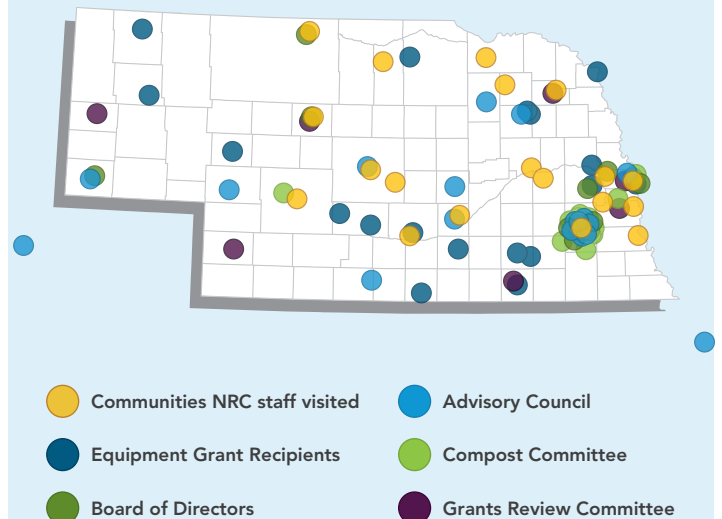 Communities NRC staff visited
Advisory Council
Equipment Grant Recipients
Compost Committee
Board of Directors
Grants Review Committee